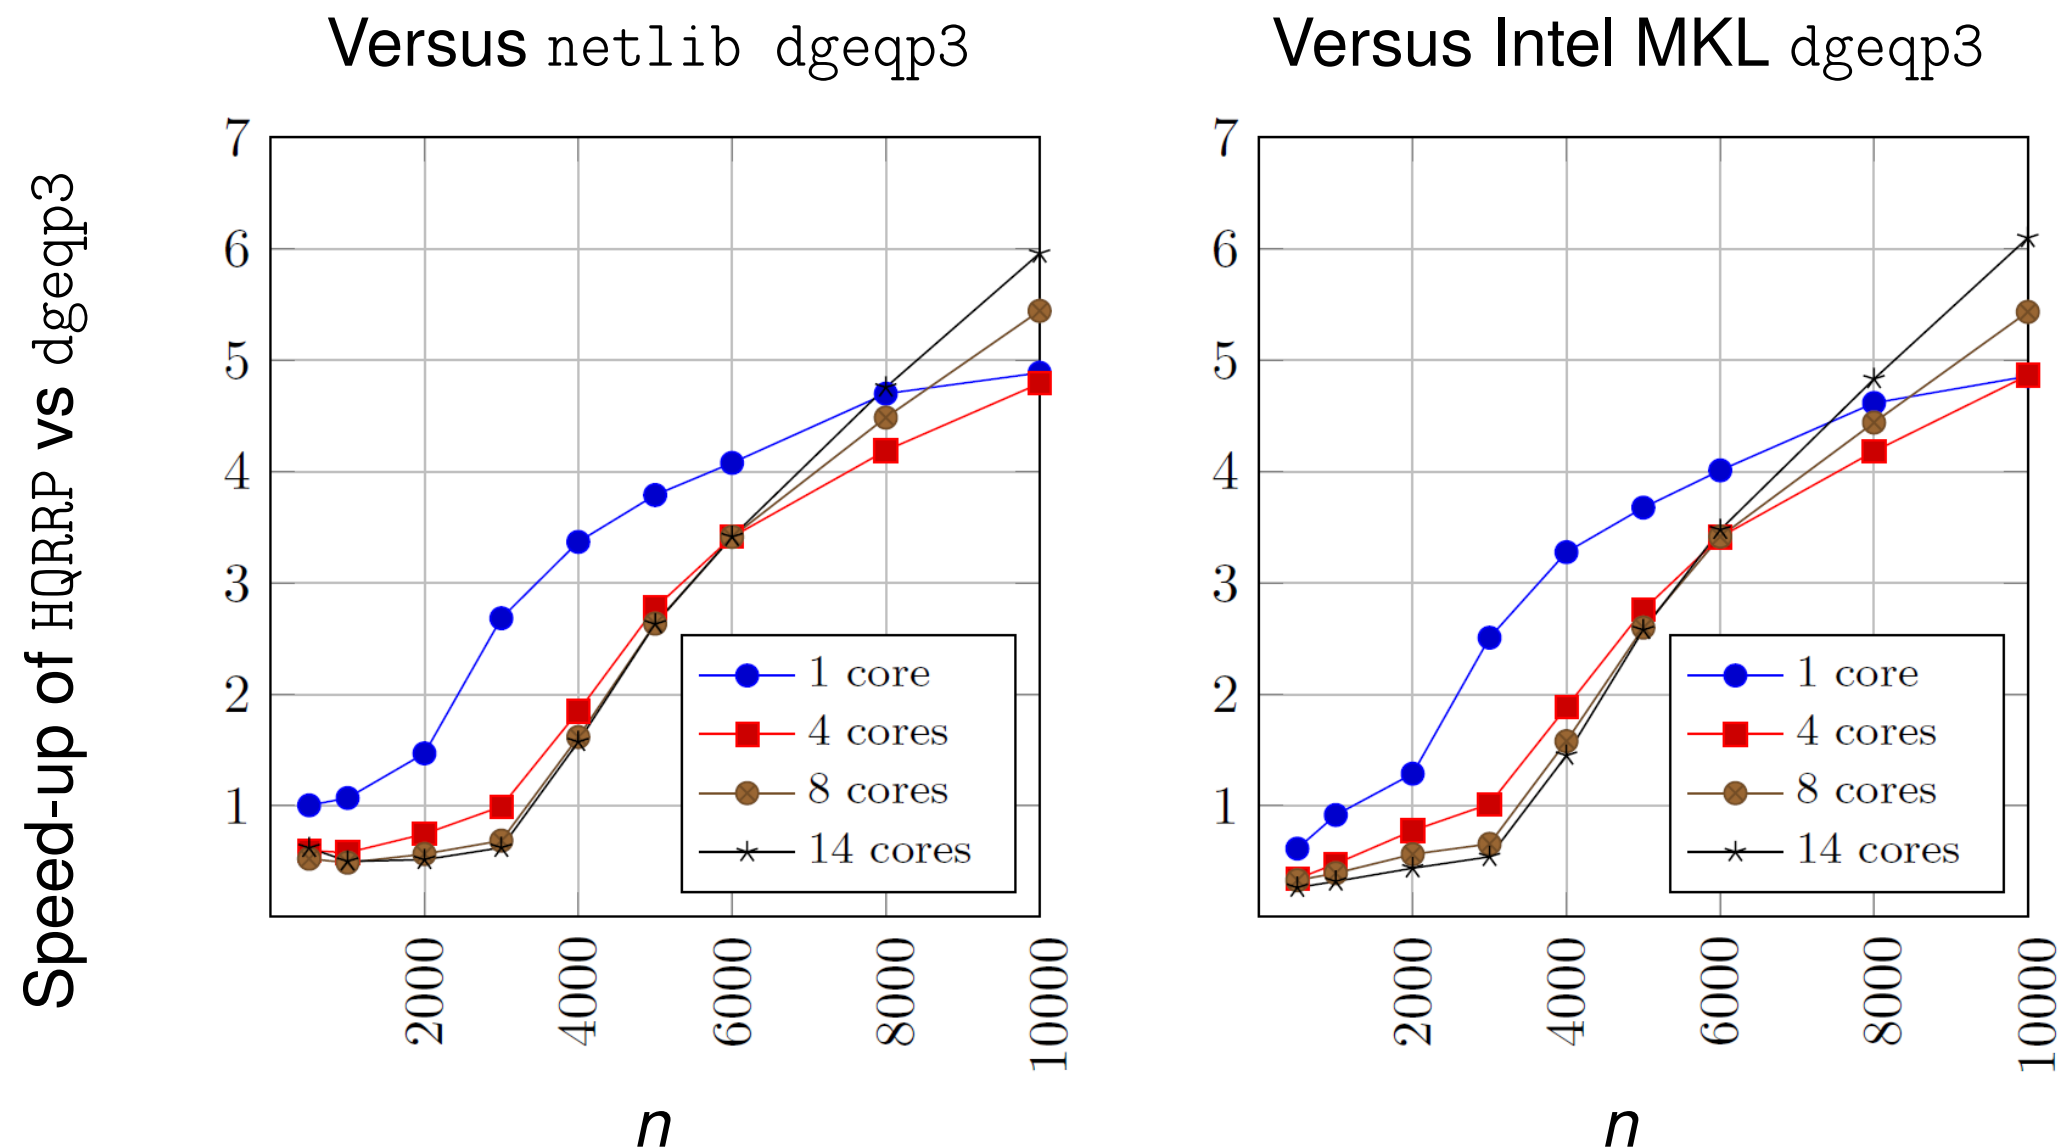 Versus netlib dgeqp3
Versus Intel MKL dgeqp3
Speed-up of HQRRP vs dgeqp3
7
6
5
4
3
2
1
2000
4000
6000
8000
10000
n
1 core
4 cores
8 cores
14 cores
7
6
5
4
3
2
1
2000
4000
6000
8000
10000
n
1 core
4 cores
8 cores
14 cores